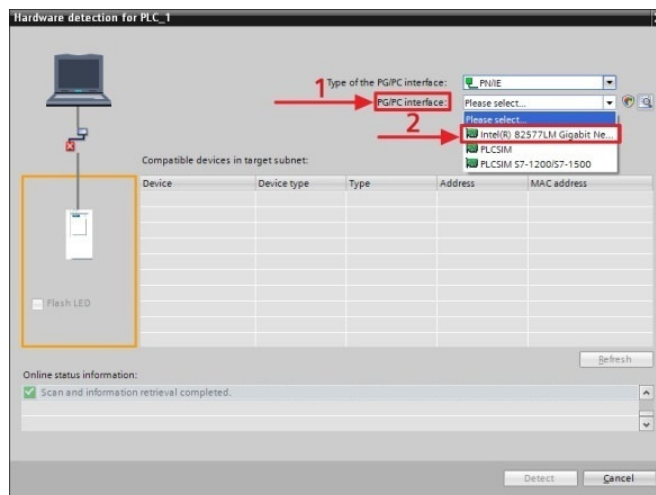 Hardware detection for PLC_1
Type of the PG/PC interface: PN/IE
1
PG/PC interface: Please select...
Please select...
2
Intel(R) 82577LM Gigabit Ne...
PLCSIM
PLCSIM S7-1200/S7-1500
Compatible devices in target subnet:
Device Device type Type Address MAC address
Flash LED
Refresh
Online status information:
Scan and information retrieval completed.
Detect Cancel